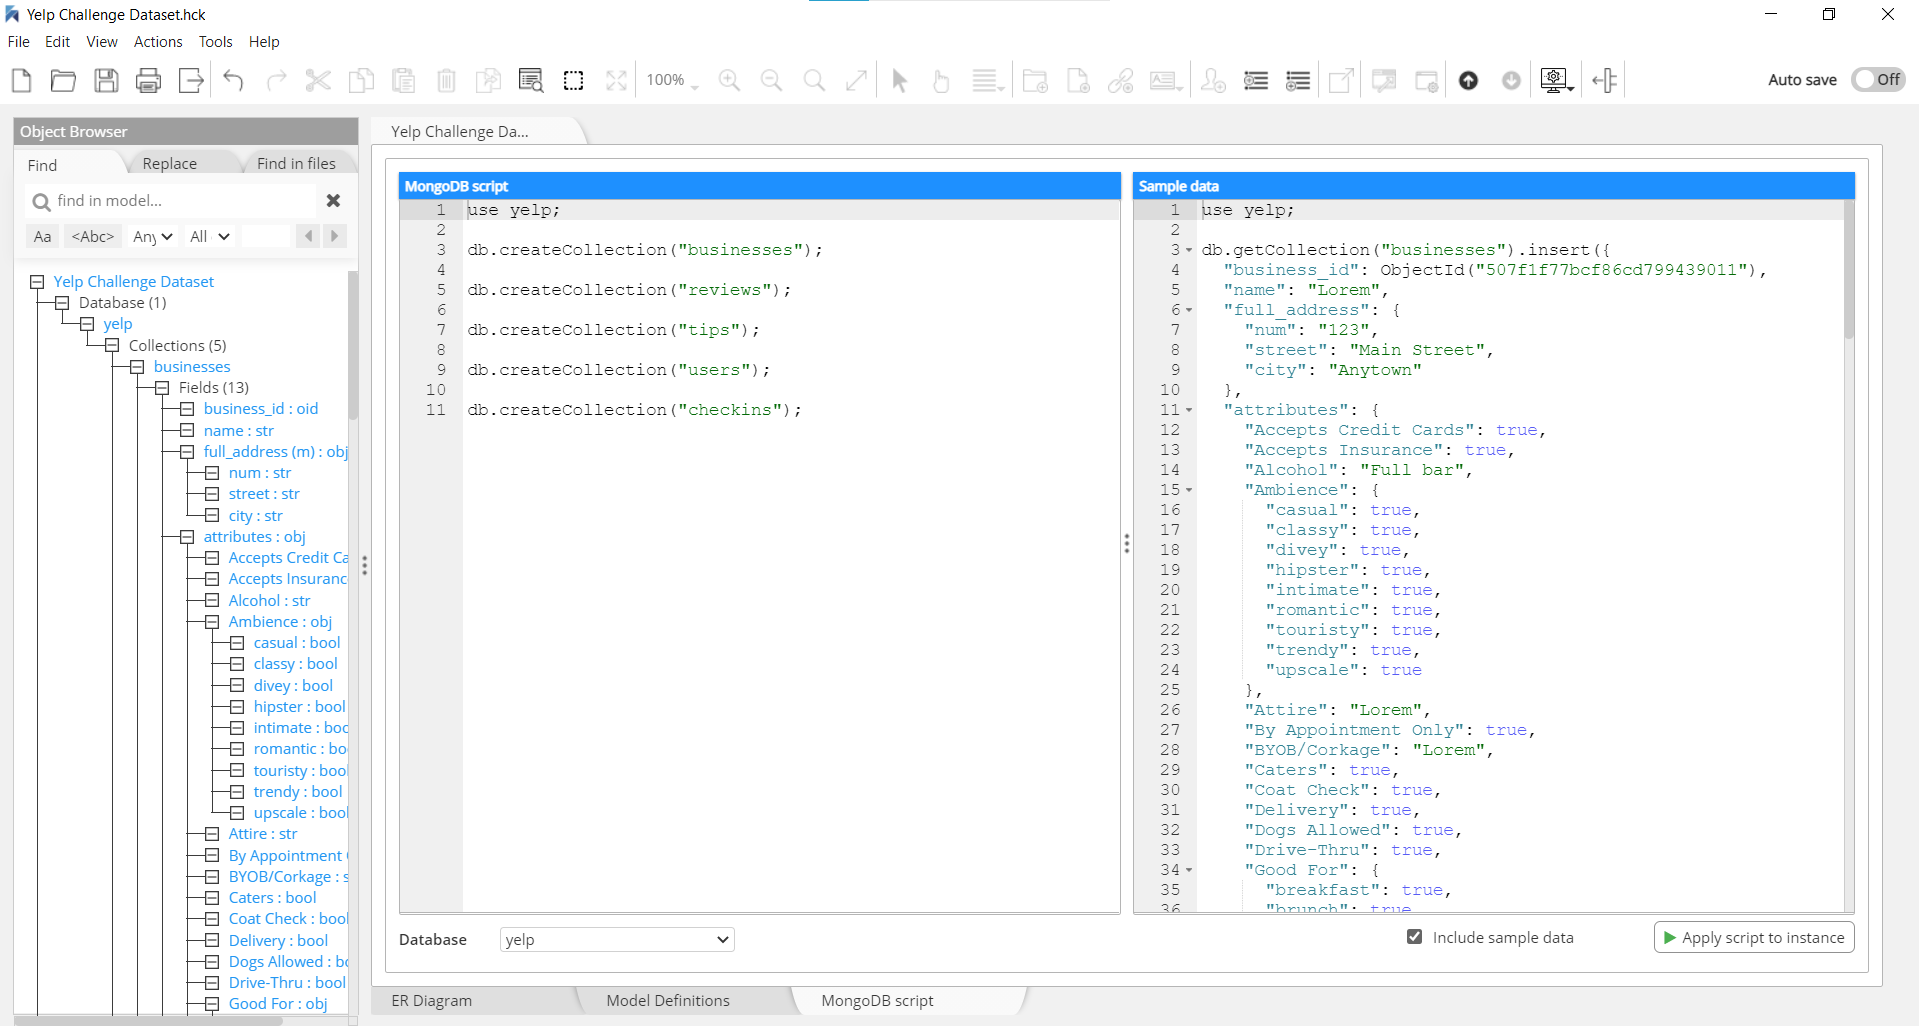 Yelp Challenge Dataset.hck
File Edit View Actions Tools Help
100%
Auto save Off
Object Browser
Find Replace Find in files
find in model...
Aa <Abc> Any All
Yelp Challenge Dataset
Database (1)
yelp
Collections (5)
businesses
Fields (13)
business_id : oid
name : str
full_address (m) : obj
num : str
street : str
city : str
attributes : obj
Accepts Credit Ca
Accepts Insuranc
Alcohol : str
Ambience : obj
casual : bool
classy : bool
divey : bool
hipster : bool
intimate : boo
romantic : bo
touristy : bool
trendy : bool
upscale : bool
Attire : str
By Appointment
BYOB/Corkage : s
Caters : bool
Coat Check : bool
Delivery : bool
Dogs Allowed : bo
Drive-Thru : bool
Good For : obj
Yelp Challenge Da...
MongoDB script
1 use yelp;
2
3 db.createCollection("businesses");
4
5 db.createCollection("reviews");
6
7 db.createCollection("tips");
8
9 db.createCollection("users");
10
11 db.createCollection("checkins");
Sample data
1 use yelp;
2
3 db.getCollection("businesses").insert({
4 "business_id": ObjectId("507f1f77bcf86cd799439011"),
5 "name": "Lorem",
6 "full_address": {
7 "num": "123",
8 "street": "Main Street",
9 "city": "Anytown"
10 },
11 "attributes": {
12 "Accepts Credit Cards": true,
13 "Accepts Insurance": true,
14 "Alcohol": "Full bar",
15 "Ambience": {
16 "casual": true,
17 "classy": true,
18 "divey": true,
19 "hipster": true,
20 "intimate": true,
21 "romantic": true,
22 "touristy": true,
23 "trendy": true,
24 "upscale": true
25 },
26 "Attire": "Lorem",
27 "By Appointment Only": true,
28 "BYOB/Corkage": "Lorem",
29 "Caters": true,
30 "Coat Check": true,
31 "Delivery": true,
32 "Dogs Allowed": true,
33 "Drive-Thru": true,
34 "Good For": {
35 "breakfast": true,
36 "brunch": true
Database yelp
Include sample data
Apply script to instance
ER Diagram Model Definitions MongoDB script